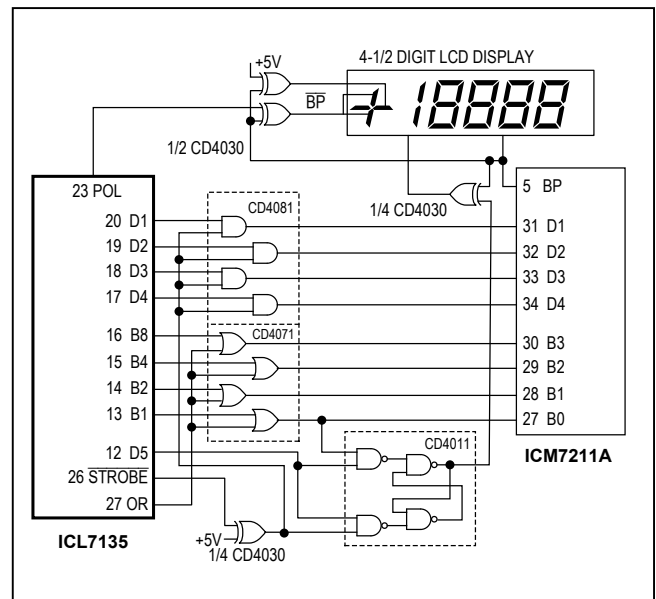 +5V
4-1/2 DIGIT LCD DISPLAY
BP
+18888
1/2 CD4030
23 POL
5 BP
1/4 CD4030
20 D1
CD4081
31 D1
19 D2
32 D2
18 D3
33 D3
17 D4
34 D4
16 B8
CD4071
30 B3
15 B4
29 B2
14 B2
28 B1
13 B1
27 B0
12 D5
CD4011
ICM7211A
26 STROBE
27 OR
+5V
1/4 CD4030
ICL7135